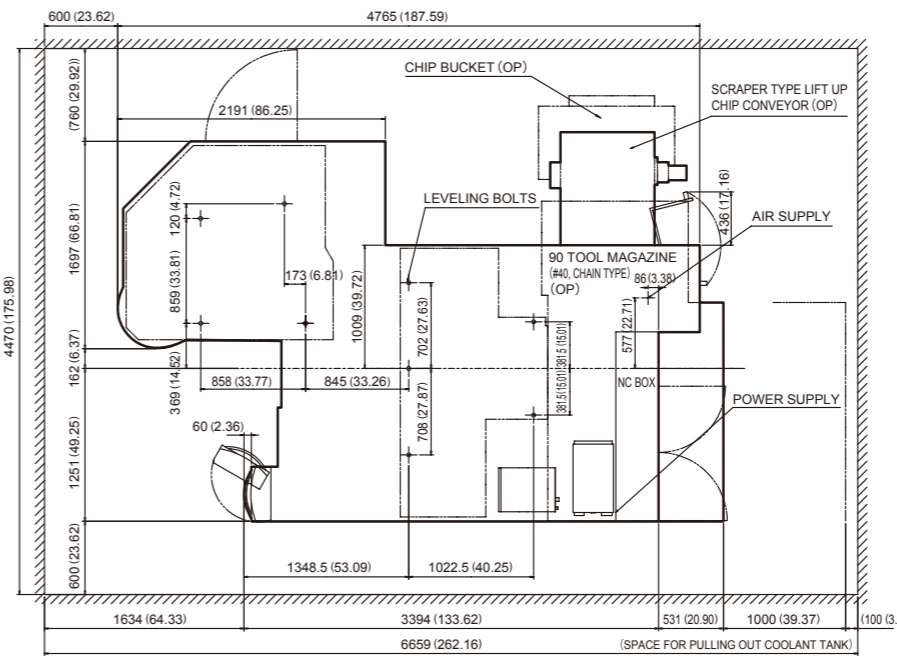 600 (23.62)
4765 (187.59)
(760 (29.92))
2191 (86.25)
CHIP BUCKET (OP)
SCRAPER TYPE LIFT UP
CHIP CONVEYOR (OP)
4470 (175.98)
1697 (66.81)
120 (4.72)
859 (33.81)
173 (6.81)
LEVELING BOLTS
436 (17.16)
AIR SUPPLY
90 TOOL MAGAZINE
(#40, CHAIN TYPE)
(OP)
86 (3.38)
1009 (39.72)
702 (27.63)
577 (22.71)
162 (6.37)
369 (14.52)
858 (33.77)
845 (33.26)
381.5 (15.01)
381.5 (15.01)
NC BOX
708 (27.87)
POWER SUPPLY
60 (2.36)
1251 (49.25)
600 (23.62)
1348.5 (53.09)
1022.5 (40.25)
1634 (64.33)
3394 (133.62)
531 (20.90)
1000 (39.37)
(100 (3.
6659 (262.16)
(SPACE FOR PULLING OUT COOLANT TANK)